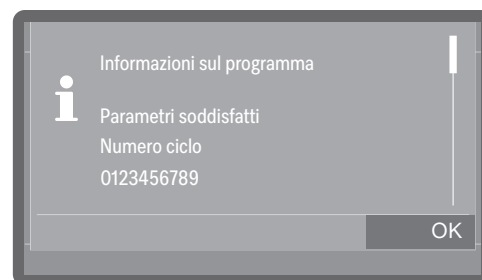 Informazioni sul programma
Parametri soddisfatti
Numero ciclo
0123456789
OK